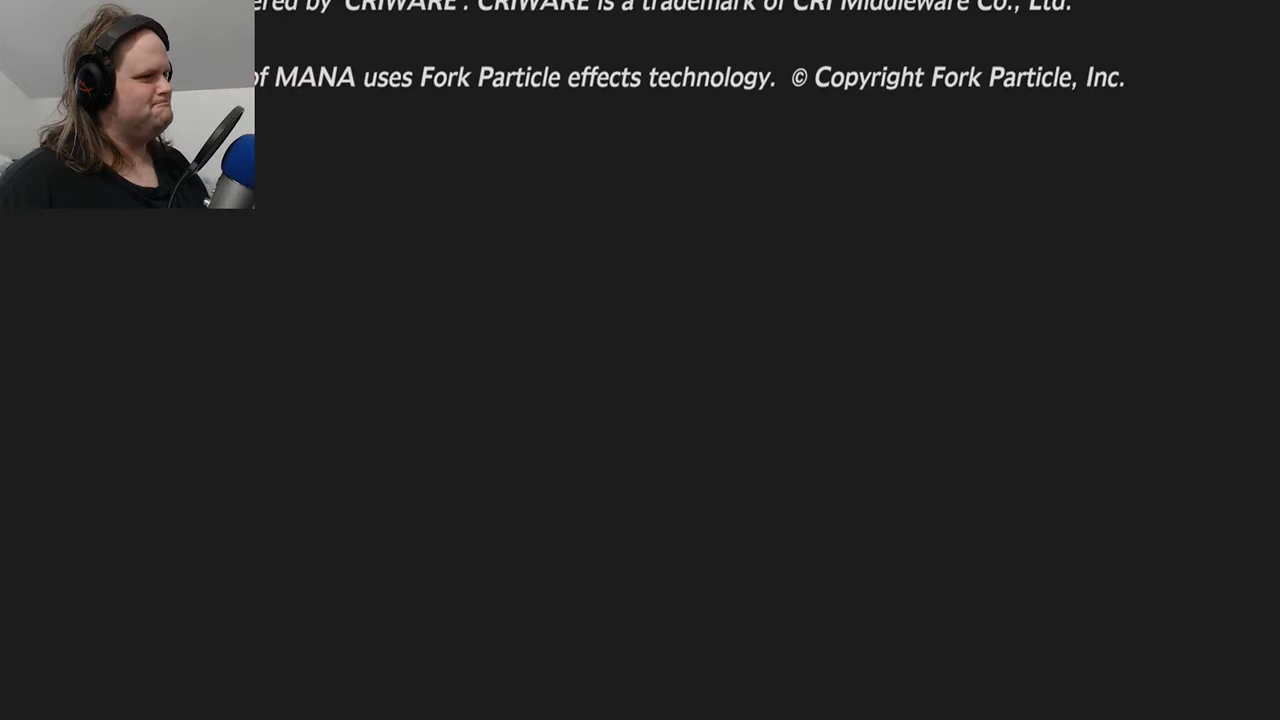 ered by "CRIWARE". CRIWARE is a trademark of CRI Middleware Co., Ltd.
of MANA uses Fork Particle effects technology. © Copyright Fork Particle, Inc.